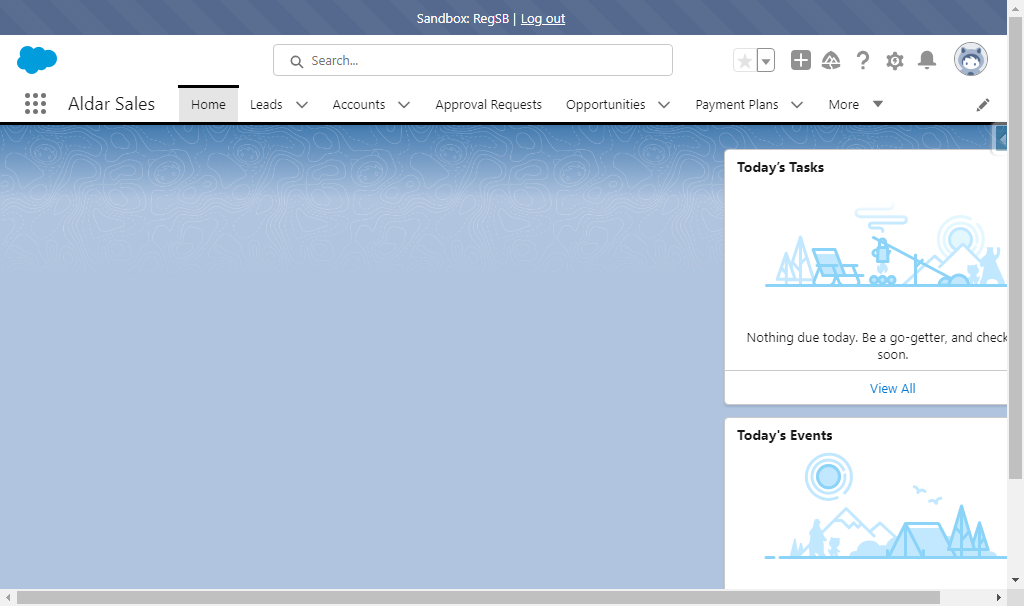 Sandbox: RegSB | Log out
Search...
Aldar Sales
Home
Leads
Accounts
Approval Requests
Opportunities
Payment Plans
More
Today's Tasks
Nothing due today. Be a go-getter, and check
soon.
View All
Today's Events